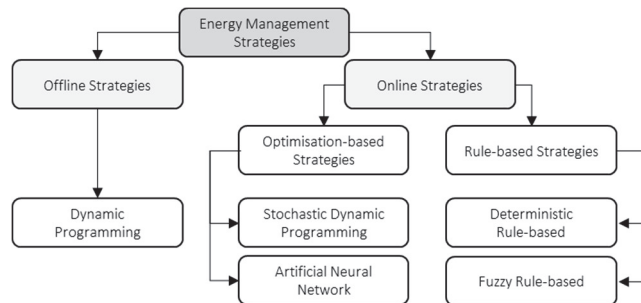 Energy Management
Strategies
Offline Strategies
Online Strategies
Optimisation-based
Strategies
Rule-based Strategies
Dynamic
Programming
Stochastic Dynamic
Programming
Deterministic
Rule-based
Artificial Neural
Network
Fuzzy Rule-based